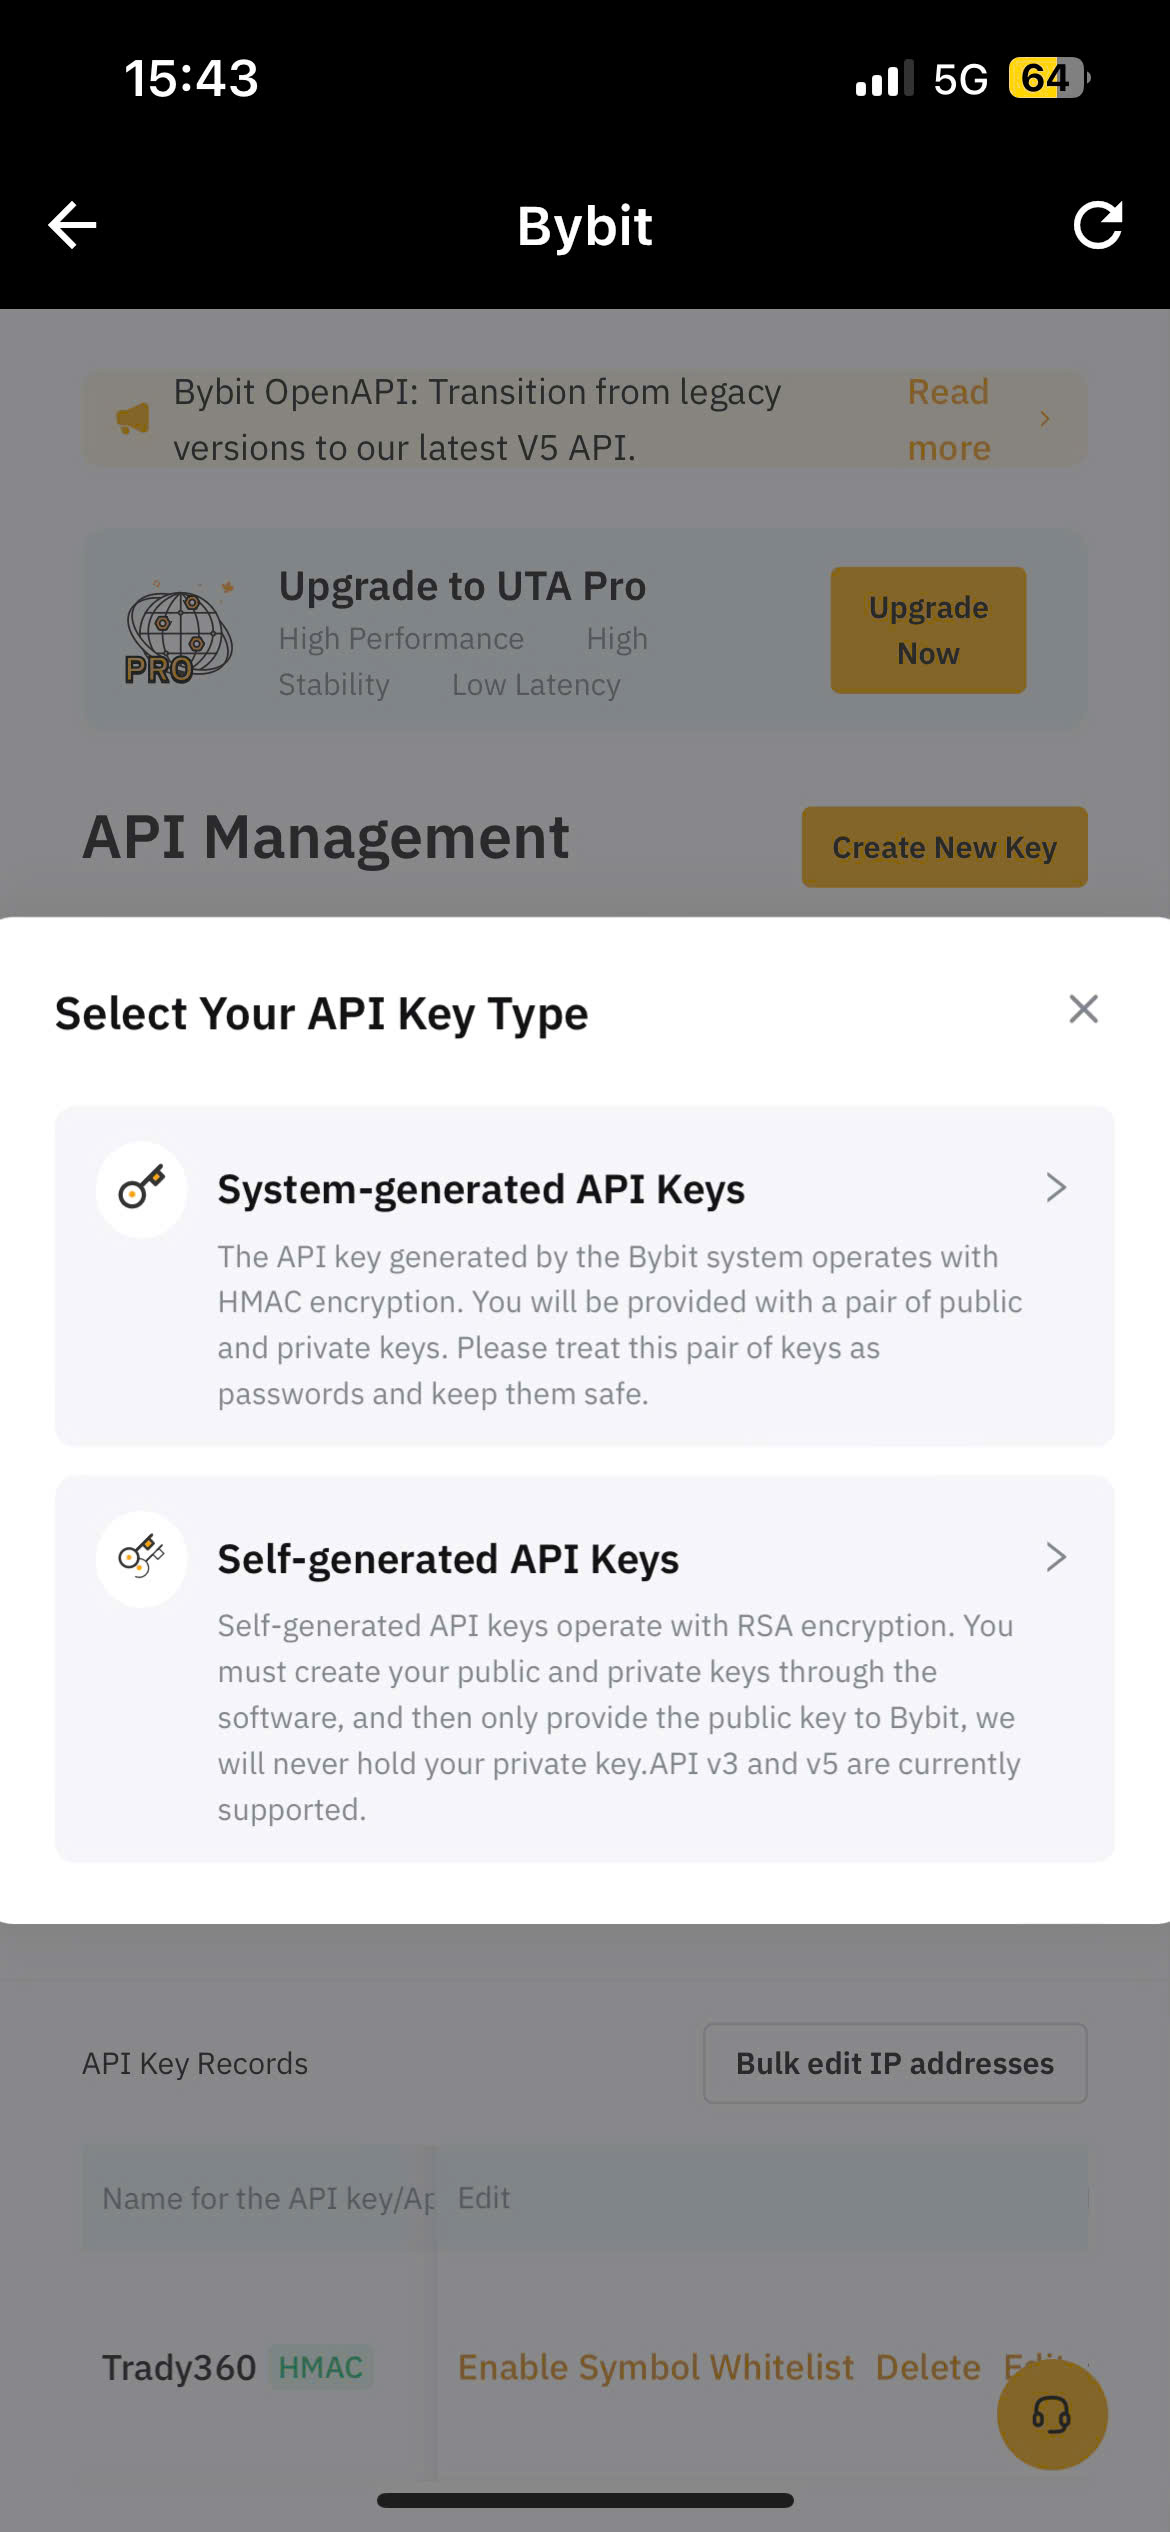 15:43
5G 64
Bybit
Bybit OpenAPI: Transition from legacy
versions to our latest V5 API.
Read
more
PRO
Upgrade to UTA Pro
High Performance High
Stability Low Latency
Upgrade
Now
API Management
Create New Key
Select Your API Key Type
System-generated API Keys
The API key generated by the Bybit system operates with
HMAC encryption. You will be provided with a pair of public
and private keys. Please treat this pair of keys as
passwords and keep them safe.
Self-generated API Keys
Self-generated API keys operate with RSA encryption. You
must create your public and private keys through the
software, and then only provide the public key to Bybit, we
will never hold your private key.API v3 and v5 are currently
supported.
API Key Records
Bulk edit IP addresses
Name for the API key/Ap
Edit
Trady360 HMAC
Enable Symbol Whitelist Delete Edit